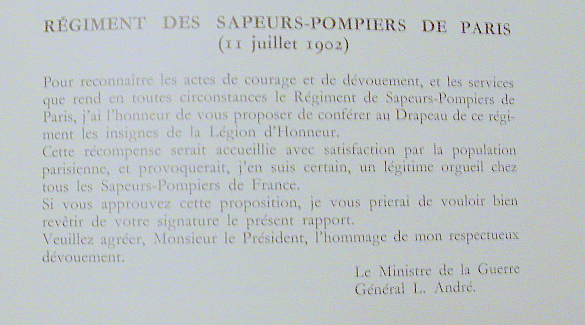 RÉGIMENT DES SAPEURS-POMPIERS DE PARIS
(11 juillet 1902)
Pour reconnaitre les actes de courage et de dévouement, et les services
que rend en toutes circonstances le Régiment de Sapeurs-Pompiers de
Paris, j'ai l'honneur de vous proposer de conférer au Drapeau de ce régi-
ment les insignes de la Légion d'Honneur.
Cette récompense serait accueillie avec satisfaction par la population
parisienne, et provoquerait, j'en suis certain, un légitime orgueil chez
tous les Sapeurs-Pompiers de France.
Si vous approuvez cette proposition, je vous prierai de vouloir bien
revêtir de votre signature le présent rapport.
Veuillez agréer, Monsieur le Président, l'hommage de mon respectueux
dévouement.
Le Ministre de la Guerre
Général L. André.